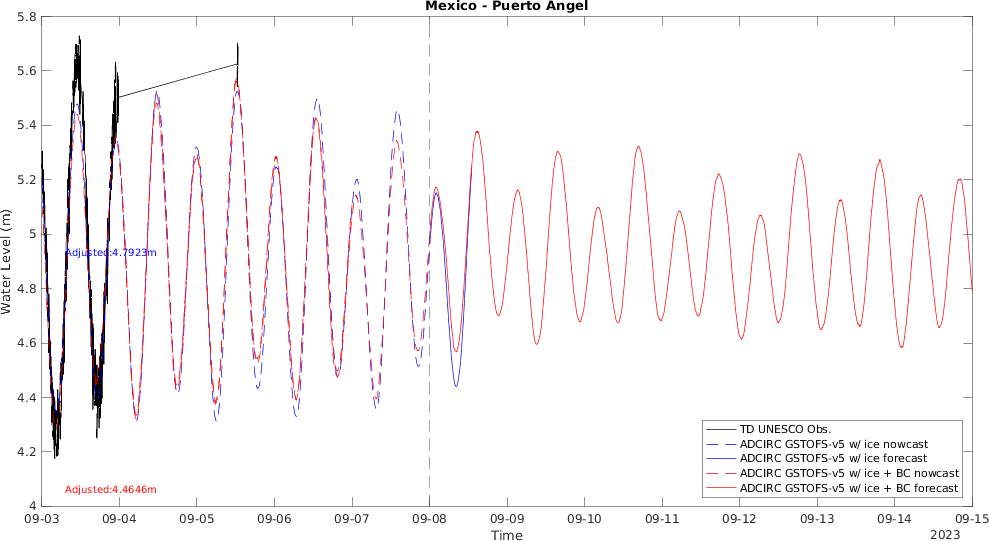 Mexico - Puerto Angel
Water Level (m)
5.8
5.6
5.4
5.2
5
4.8
4.6
4.4
4.2
4
Adjusted:4.7923m
Adjusted:4.4646m
TD UNESCO Obs.
ADCIRC GSTOFS-v5 w/ ice nowcast
ADCIRC GSTOFS-v5 w/ ice forecast
ADCIRC GSTOFS-v5 w/ ice + BC nowcast
ADCIRC GSTOFS-v5 w/ ice + BC forecast
09-03 09-04 09-05 09-06 09-07 09-08 09-09 09-10 09-11 09-12 09-13 09-14 09-15
Time
2023